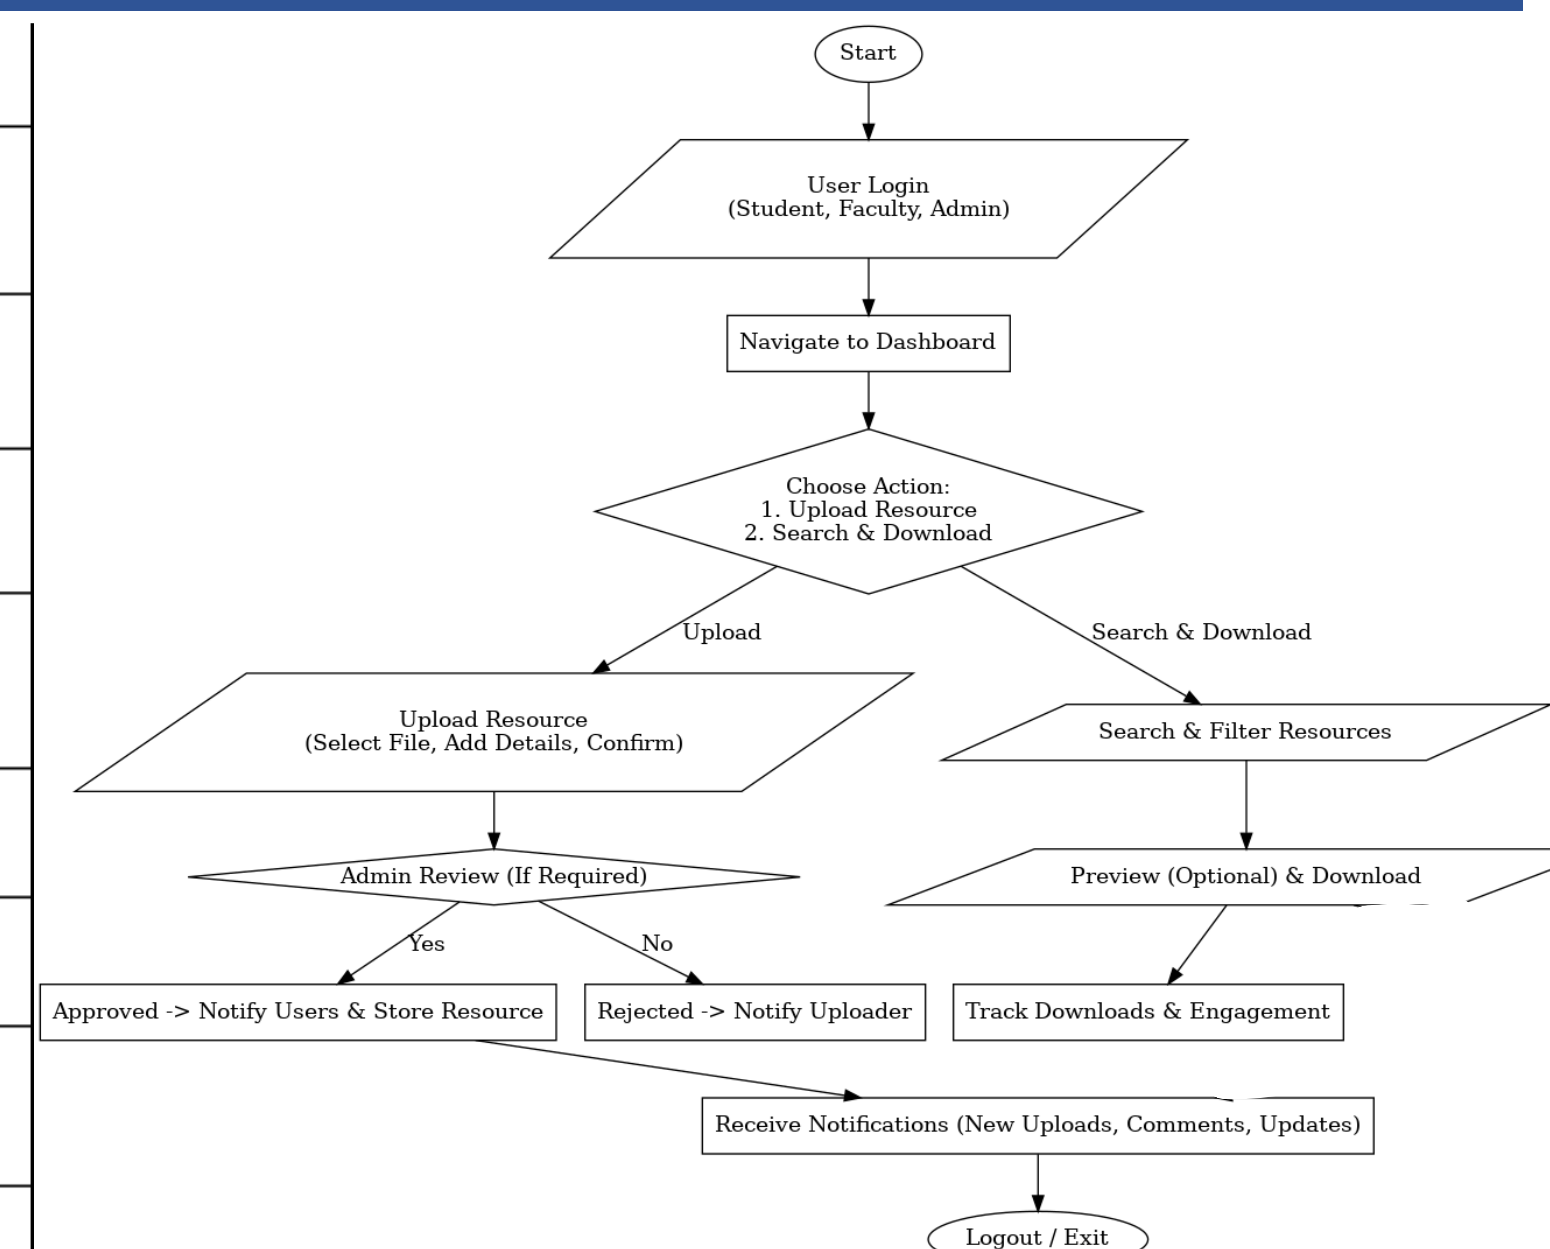 Start
User Login
(Student, Faculty, Admin)
Navigate to Dashboard
Choose Action:
1. Upload Resource
2. Search & Download
Upload
Search & Download
Upload Resource
(Select File, Add Details, Confirm)
Search & Filter Resources
Admin Review (If Required)
Preview (Optional) & Download
Yes
No
Approved -> Notify Users & Store Resource
Rejected -> Notify Uploader
Track Downloads & Engagement
Receive Notifications (New Uploads, Comments, Updates)
Logout / Exit